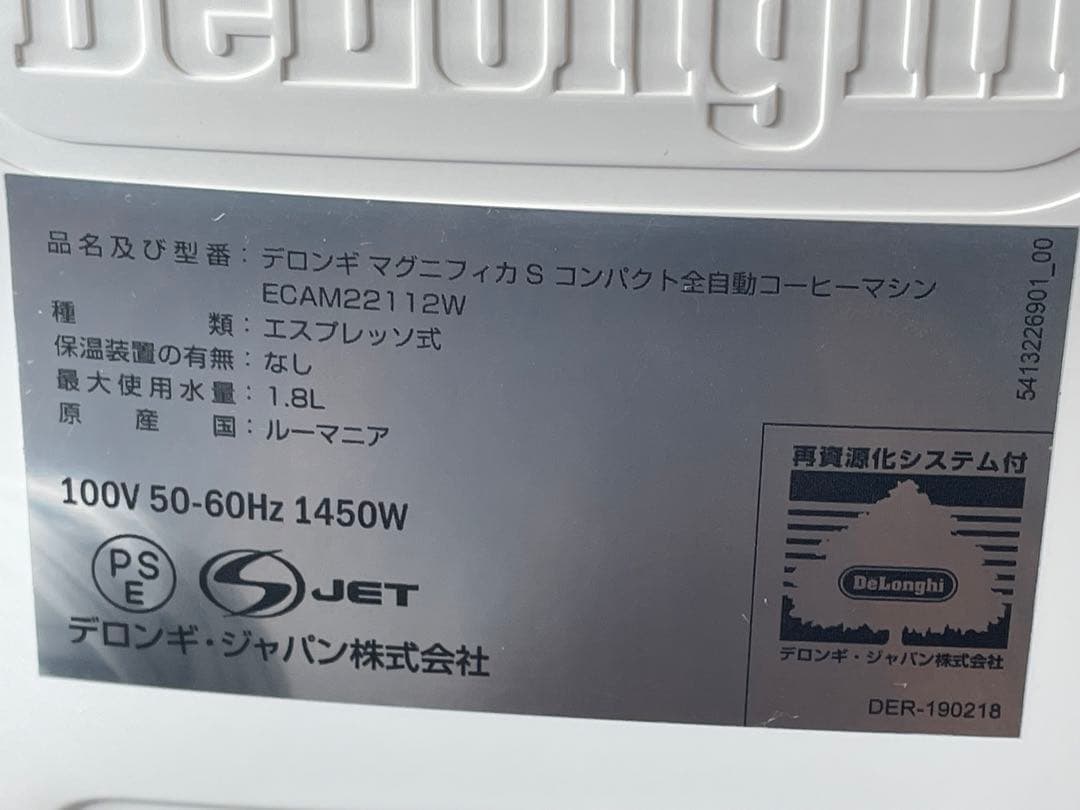 DeLonghi
品名及び型番：デロンギ マグニフィカ S コンパクト全自動コーヒーマシン
ECAM22112W
種類：エスプレッソ式
保温装置の有無：なし
最大使用水量：1.8L
原産国：ルーマニア
100V 50-60Hz 1450W
PSE
S JET
デロンギ・ジャパン株式会社
5413226901_00
再資源化システム付
DeLonghi
デロンギ・ジャパン株式会社
DER-190218